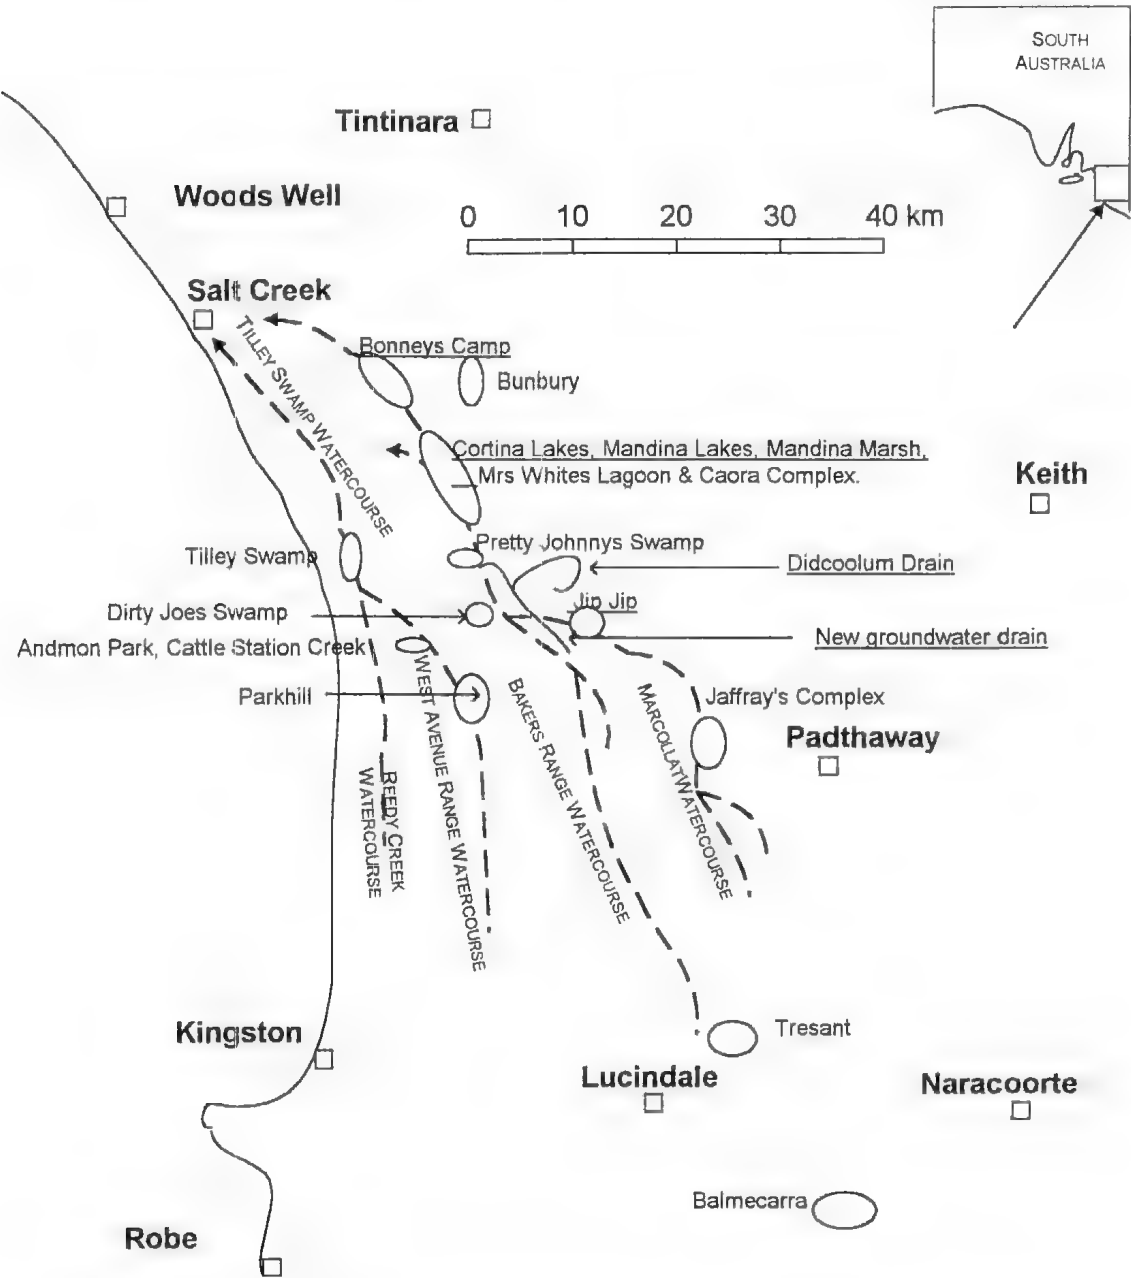 SOUTH
AUSTRALIA
Tintinara
Woods Well
0 10 20 30 40 km
Salt Creek
TILLEY SWAMP WATERCOURSE
Bonneys Camp
Bunbury
Cortina Lakes, Mandina Lakes, Mandina Marsh,
Mrs Whites Lagoon & Caora Complex.
Keith
Pretty Johnnys Swamp
Tilley Swamp
Didcoolum Drain
Jip Jip
Dirty Joes Swamp
New groundwater drain
Andmon Park, Cattle Station Creek
Parkhill
Jaffray's Complex
Padthaway
WEST AVENUE RANGE WATERCOURSE
BAKERS RANGE WATERCOURSE
MARCOLLAT WATERCOURSE
REEDY CREEK
WATERCOURSE
Kingston
Tresant
Lucindale
Naracoorte
Balmecarra
Robe